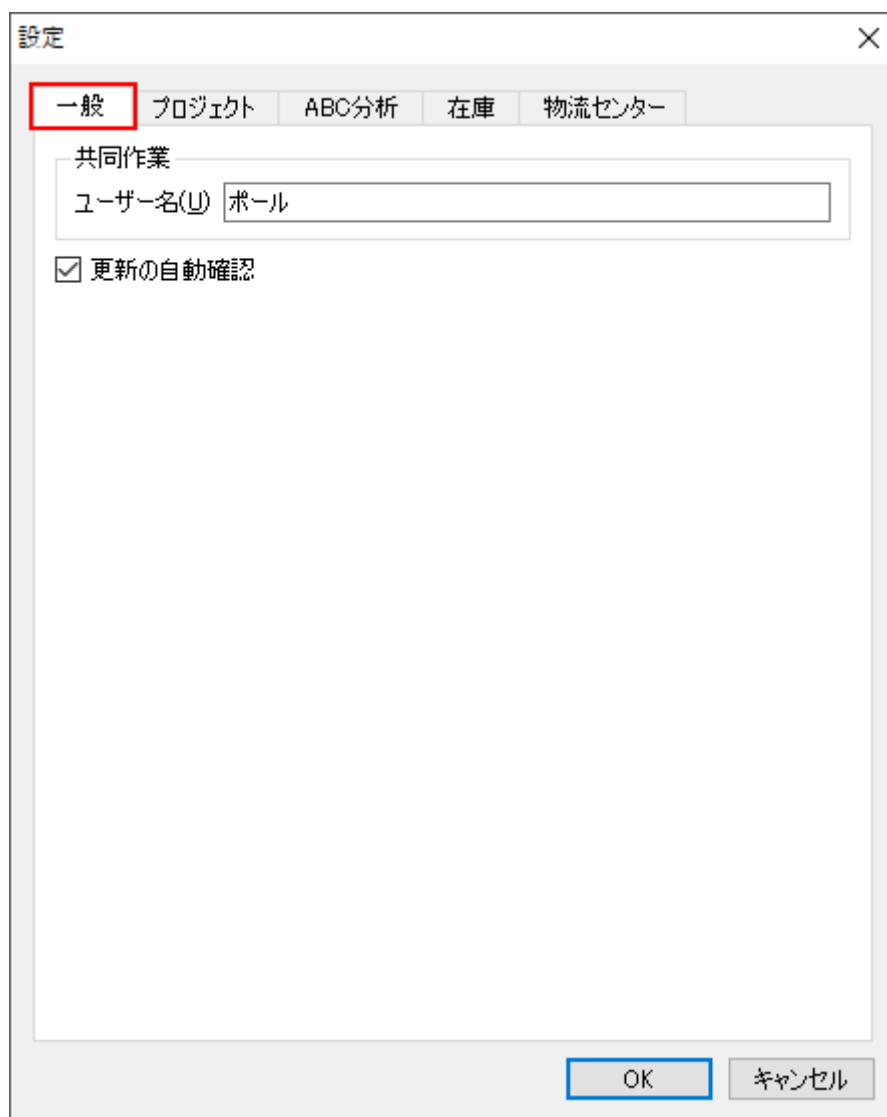 設定
一般 プロジェクト ABC分析 在庫 物流センター
共同作業
ユーザー名(U) ポール
更新の自動確認
OK キャンセル